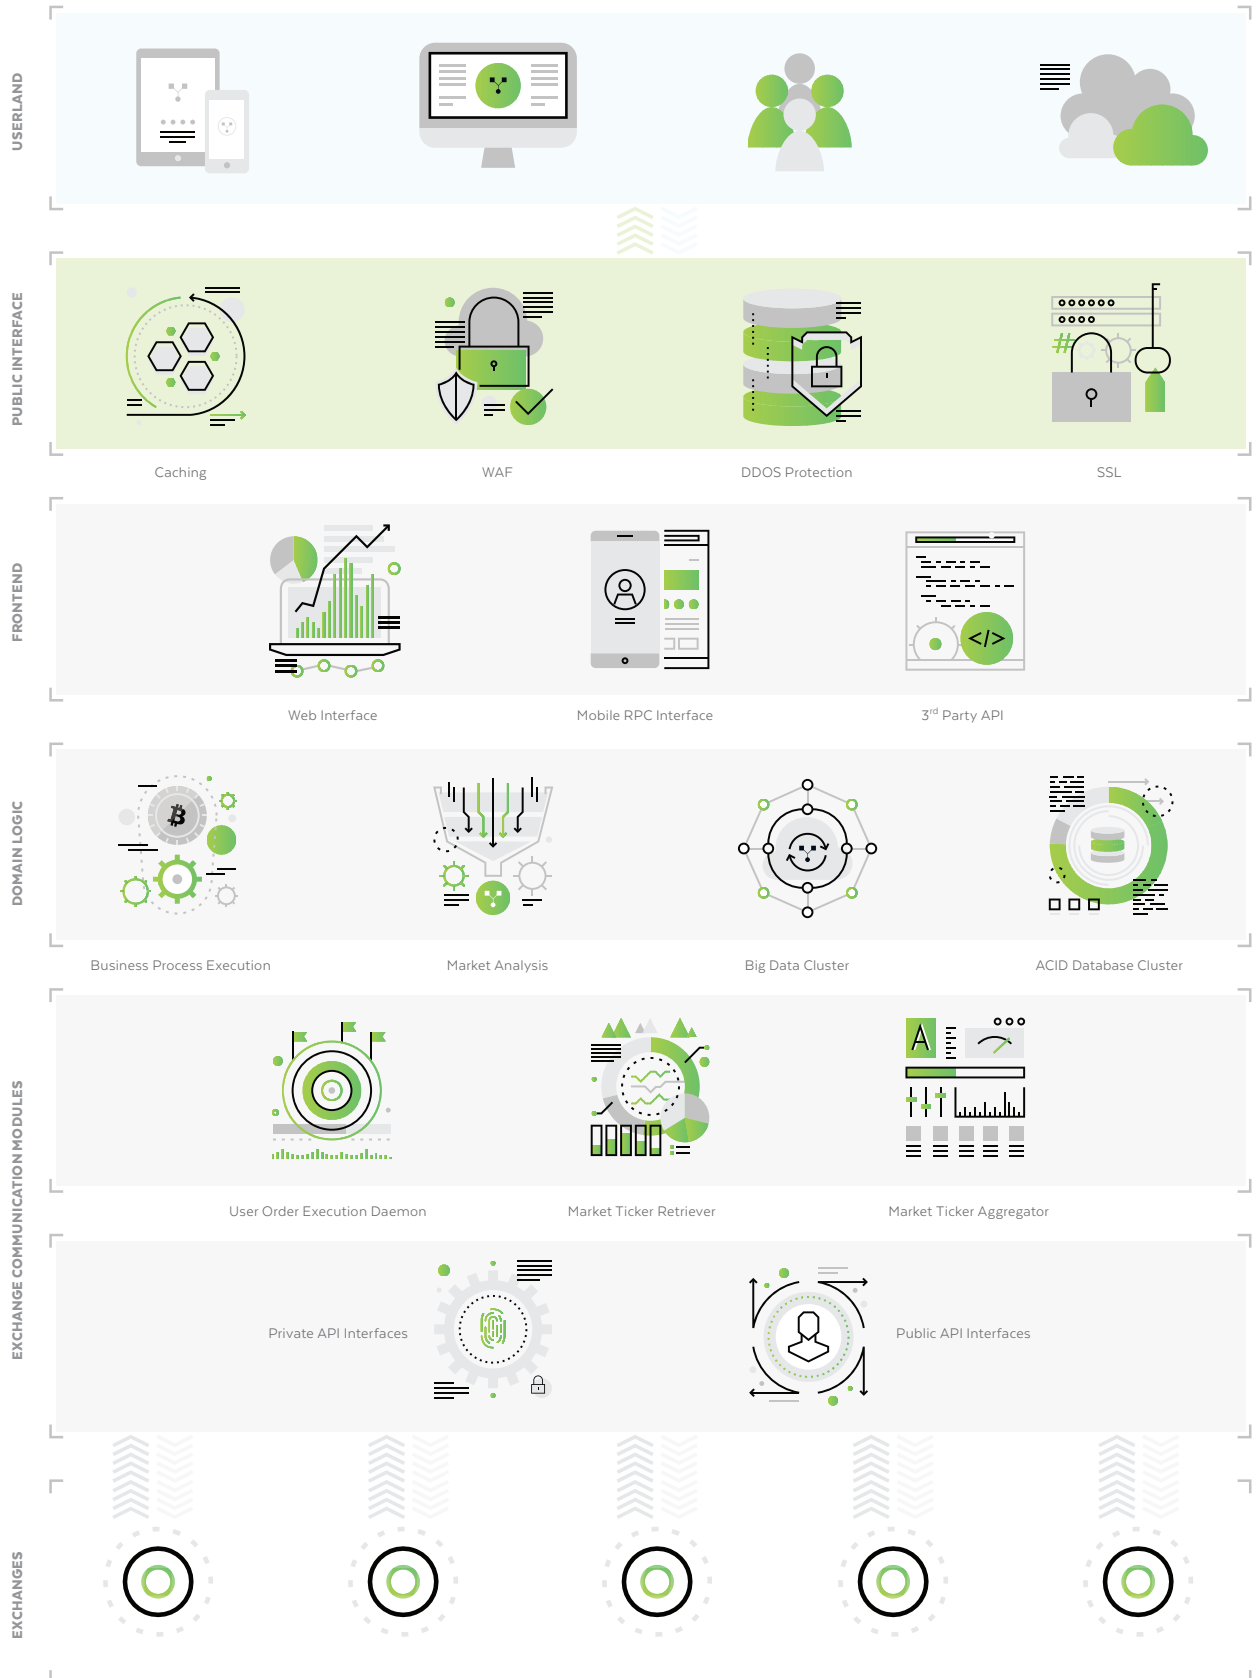 USERLAND
PUBLIC INTERFACE
#
Caching
WAF
DDOS Protection
SSL
FRONTEND
</>
Web Interface
Mobile RPC Interface
3rd Party API
DOMAIN LOGIC
Business Process Execution
Market Analysis
Big Data Cluster
ACID Database Cluster
EXCHANGE COMMUNICATION MODULES
A
User Order Execution Daemon
Market Ticker Retriever
Market Ticker Aggregator
Private API Interfaces
Public API Interfaces
EXCHANGES